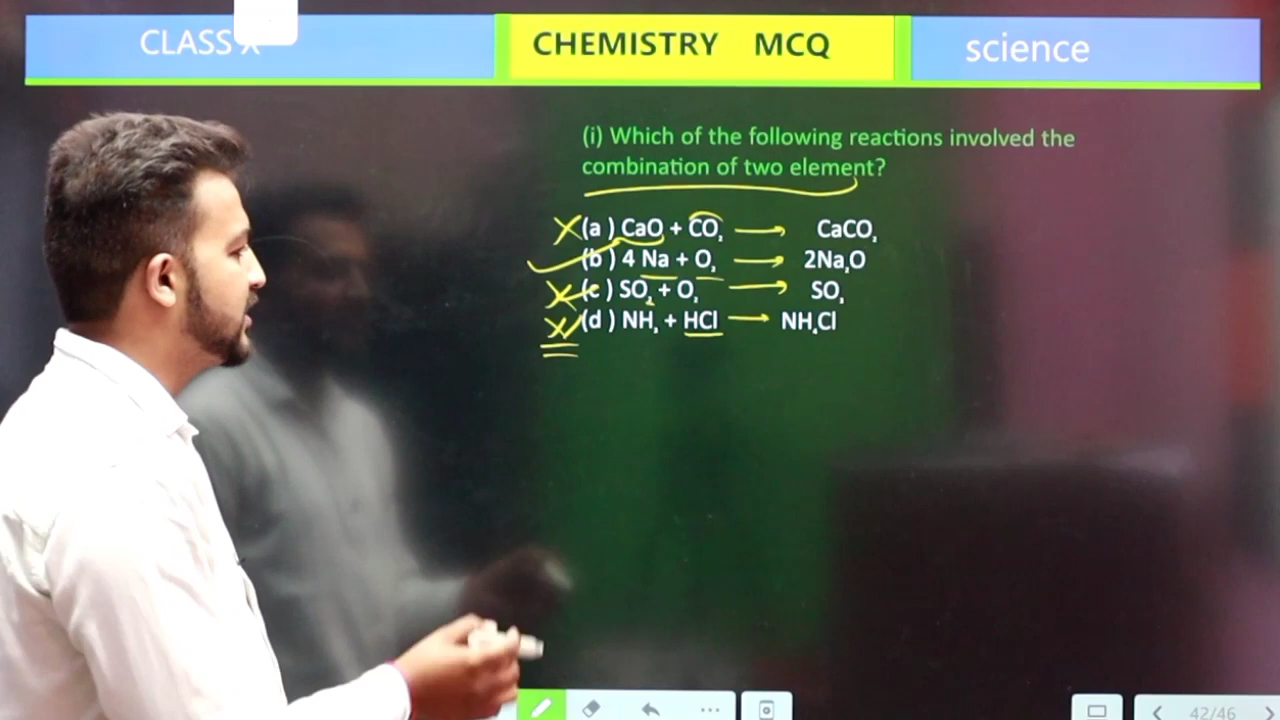 CLASS X
CHEMISTRY MCQ
science
(i) Which of the following reactions involved the
combination of two element?
(a ) CaO + CO₂ ⟶ CaCO₃
(b ) 4 Na + O₂ ⟶ 2Na₂O
(c ) SO₂ + O₂ ⟶ SO₃
(d ) NH₃ + HCl ⟶ NH₄Cl
42/46